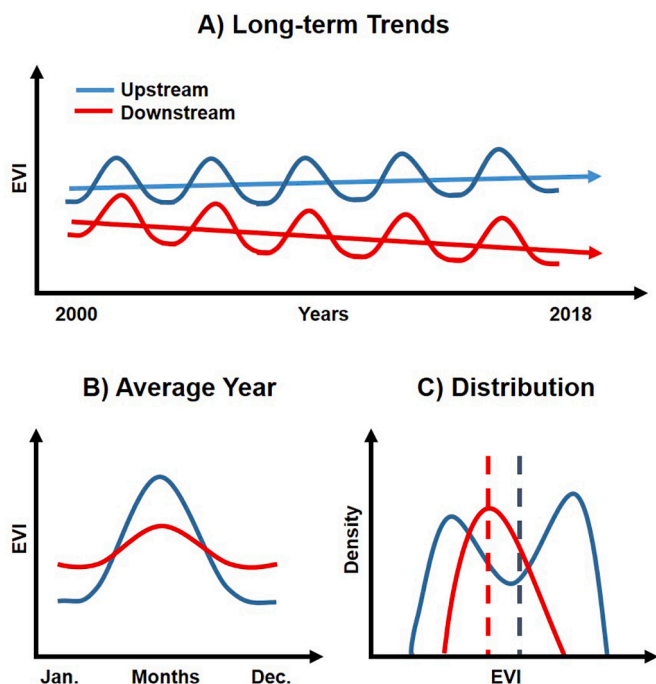 A) Long-term Trends
Upstream
Downstream
EVI
2000 Years 2018
B) Average Year
EVI
Jan. Months Dec.
C) Distribution
Density
EVI